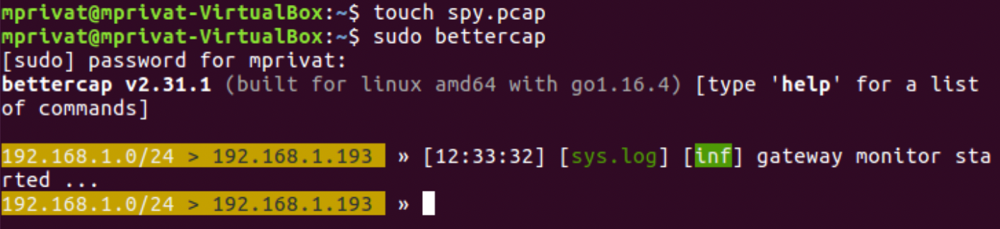 mprivat@mprivat-VirtualBox:~$ touch spy.pcap
mprivat@mprivat-VirtualBox:~$ sudo bettercap
[sudo] password for mprivat:
bettercap v2.31.1 (built for linux amd64 with go1.16.4) [type 'help' for a list
of commands]
192.168.1.0/24 > 192.168.1.193 » [12:33:32] [sys.log] [inf] gateway monitor sta
rted ...
192.168.1.0/24 > 192.168.1.193 »